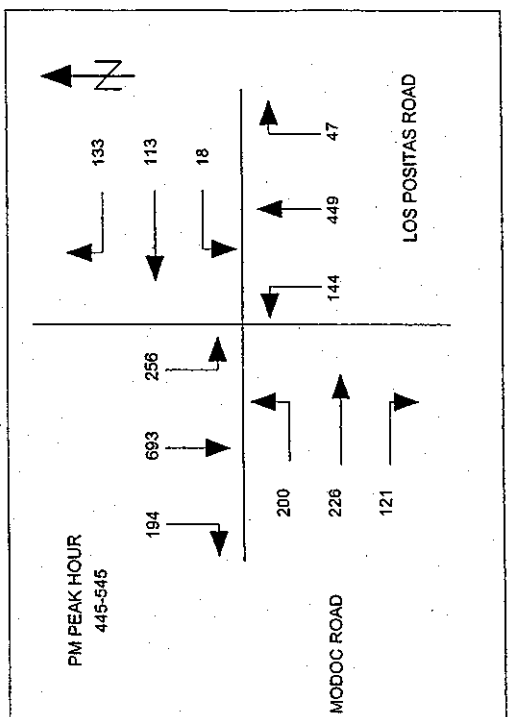 PM PEAK HOUR
445-545
N
133
194 693 256
113
18
200
226
121
144 449 47
MODOC ROAD
LOS POSITAS ROAD